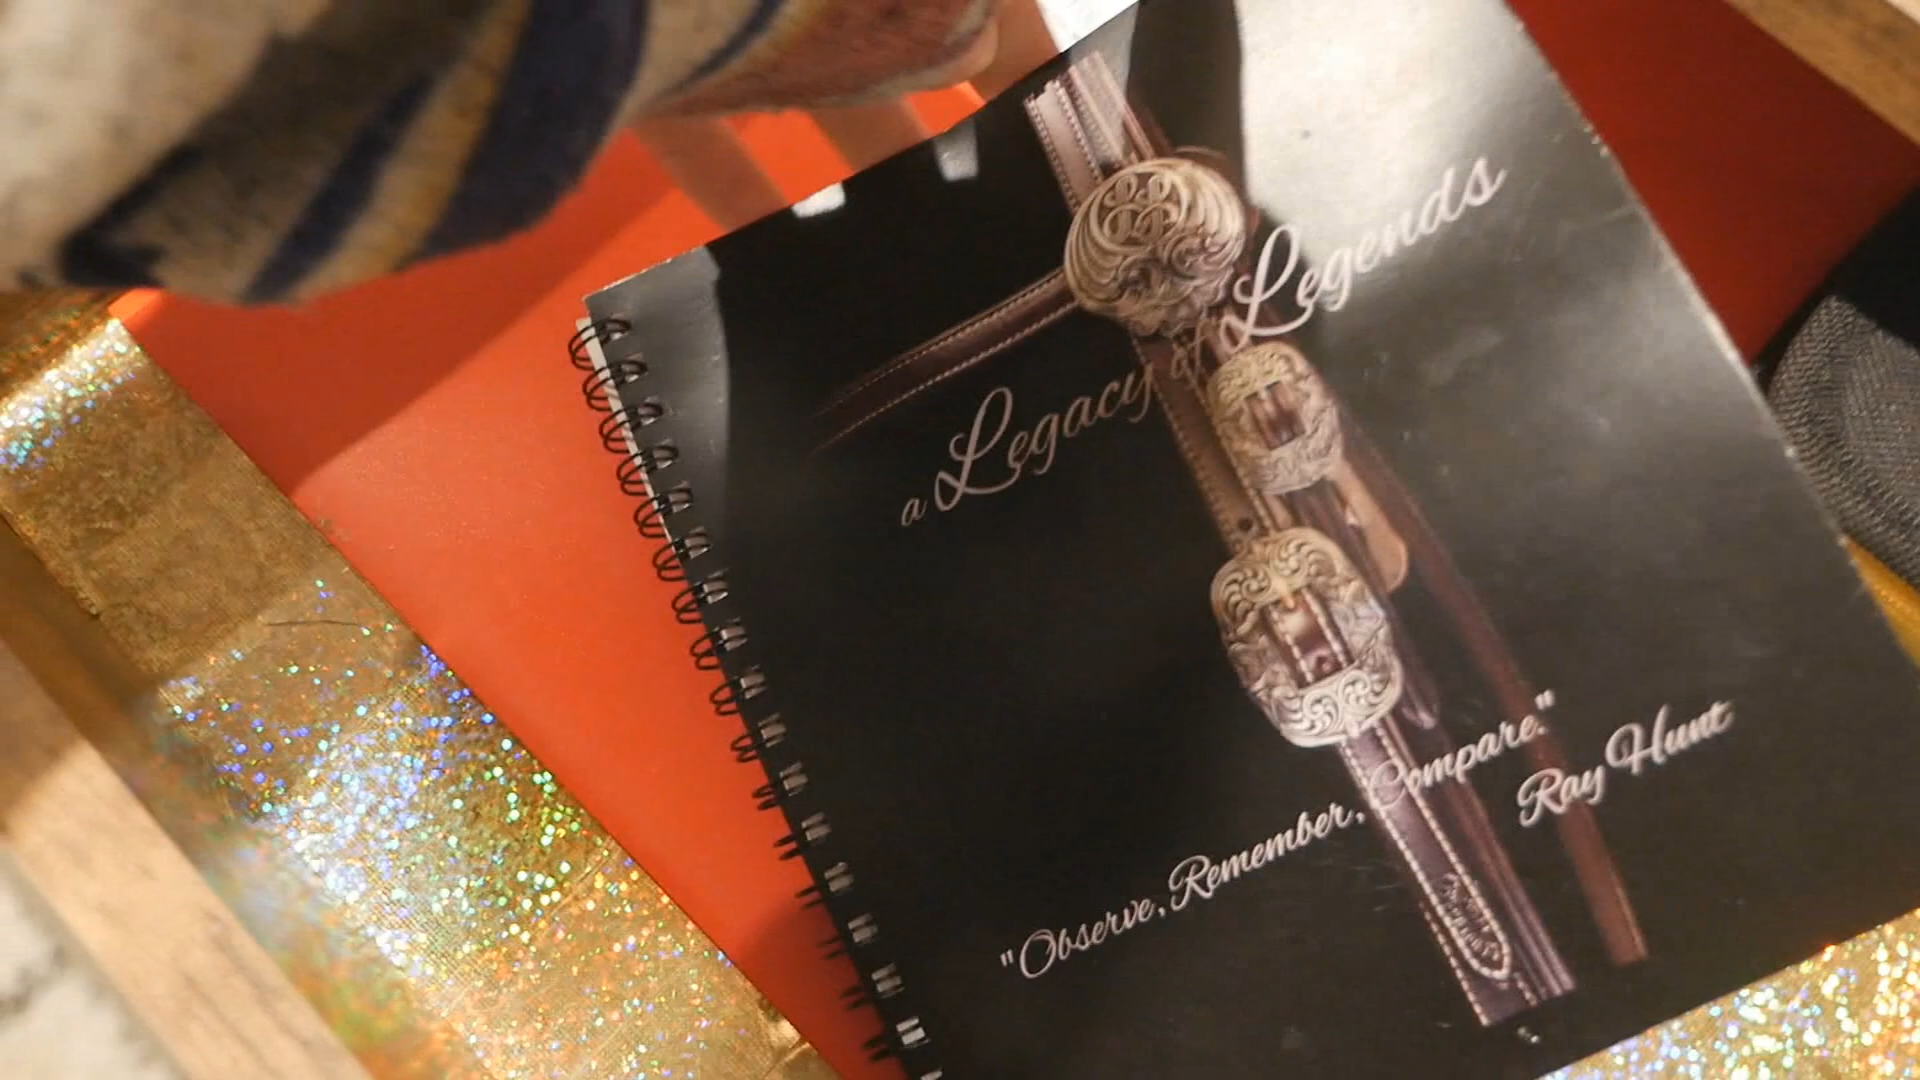 a Legacy of Legends
"Observe, Remember, Compare."
Ray Hunt